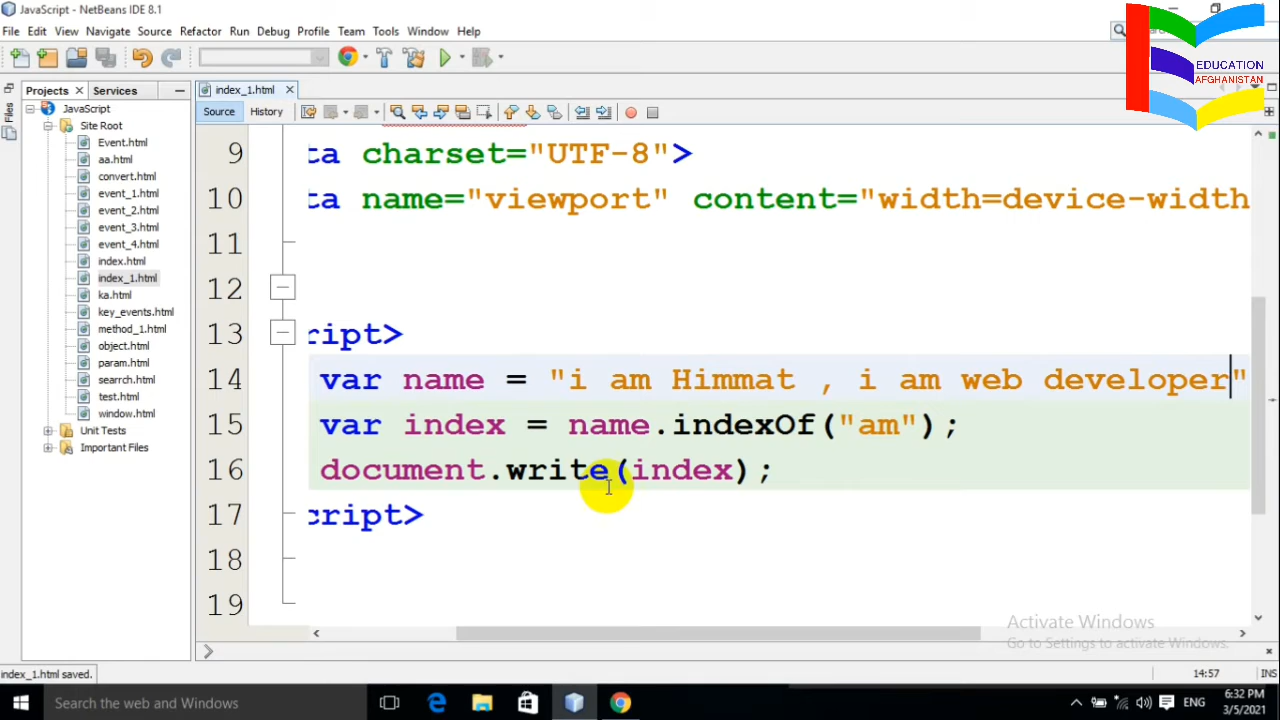 JavaScript - NetBeans IDE 8.1
File Edit View Navigate Source Refactor Run Debug Profile Team Tools Window Help
EDUCATION
AFGHANISTAN
Projects Services
index_1.html
Files
Source History
JavaScript
Site Root
Event.html
aa.html
convert.html
event_1.html
event_2.html
event_3.html
event_4.html
index.html
index_1.html
ka.html
key_events.html
method_1.html
object.html
param.html
searrch.html
test.html
window.html
Unit Tests
Important Files
9 ta charset="UTF-8">
10 ta name="viewport" content="width=device-width
11
12
13 ript>
14 var name = "i am Himmat , i am web developer"
15 var index = name.indexOf("am");
16 document.write(index);
17 cript>
18
19
Activate Windows
Go to Settings to activate Windows.
index_1.html saved.
14:57 INS
Search the web and Windows
ENG
6:32 PM
3/5/2021